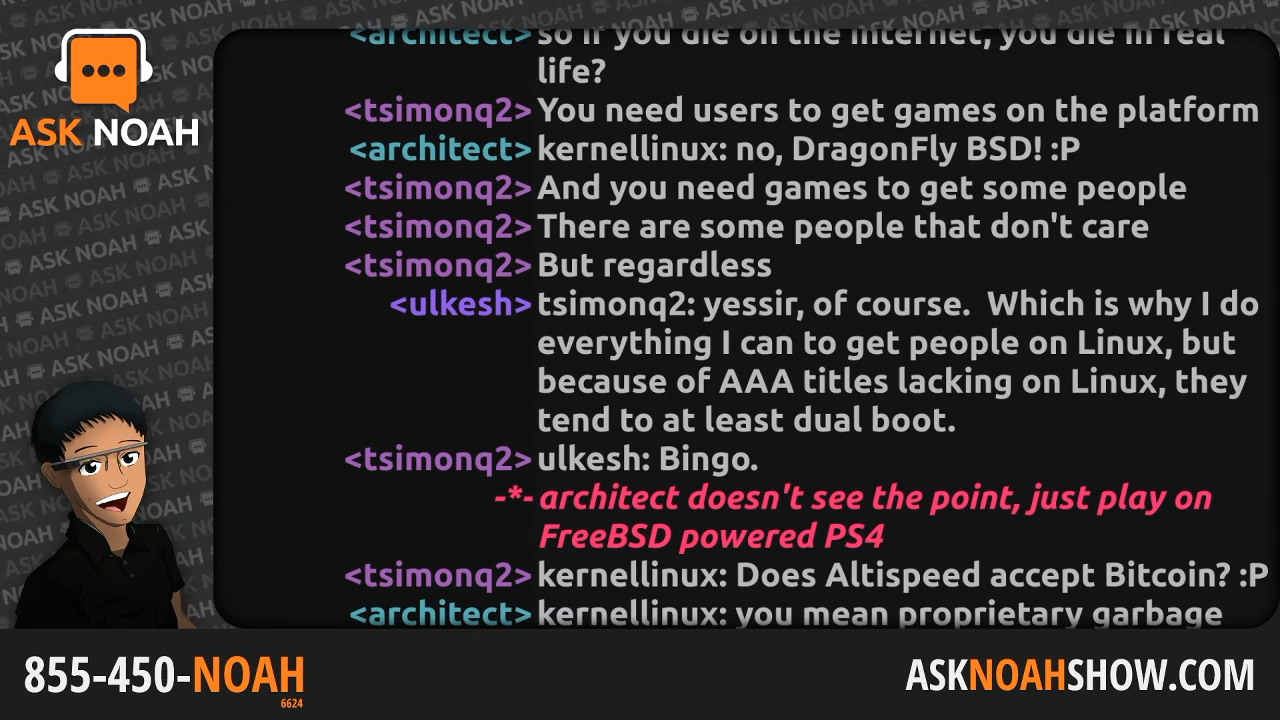 ASK NOAH
<architect> so if you die on the internet, you die in real
life?
<tsimonq2> You need users to get games on the platform
<architect> kernellinux: no, DragonFly BSD! :P
<tsimonq2> And you need games to get some people
<tsimonq2> There are some people that don't care
<tsimonq2> But regardless
<ulkesh> tsimonq2: yessir, of course.  Which is why I do
everything I can to get people on Linux, but
because of AAA titles lacking on Linux, they
tend to at least dual boot.
<tsimonq2> ulkesh: Bingo.
-*- architect doesn't see the point, just play on
FreeBSD powered PS4
<tsimonq2> kernellinux: Does Altispeed accept Bitcoin? :P
<architect> kernellinux: you mean proprietary garbage
855-450-NOAH
6624
ASKNOAHSHOW.COM